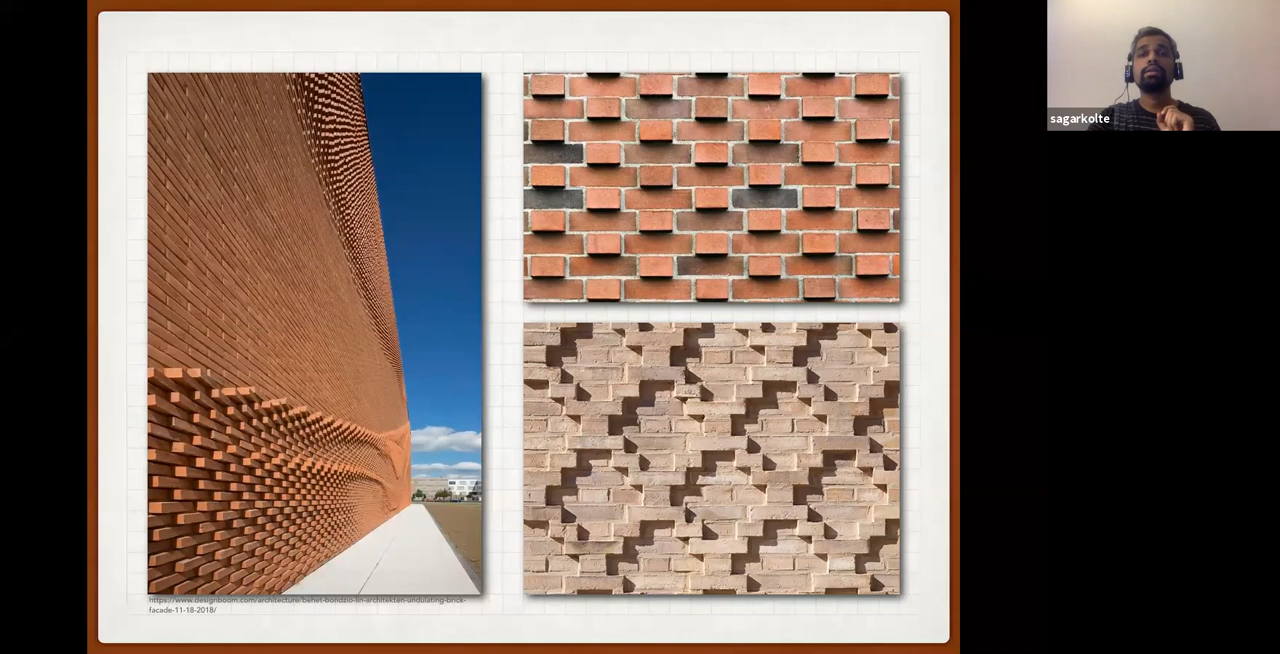 https://www.designboom.com/architecture/behet-bondzio-lin-architekten-undulating-brick-
facade-11-18-2018/
sagarkolte